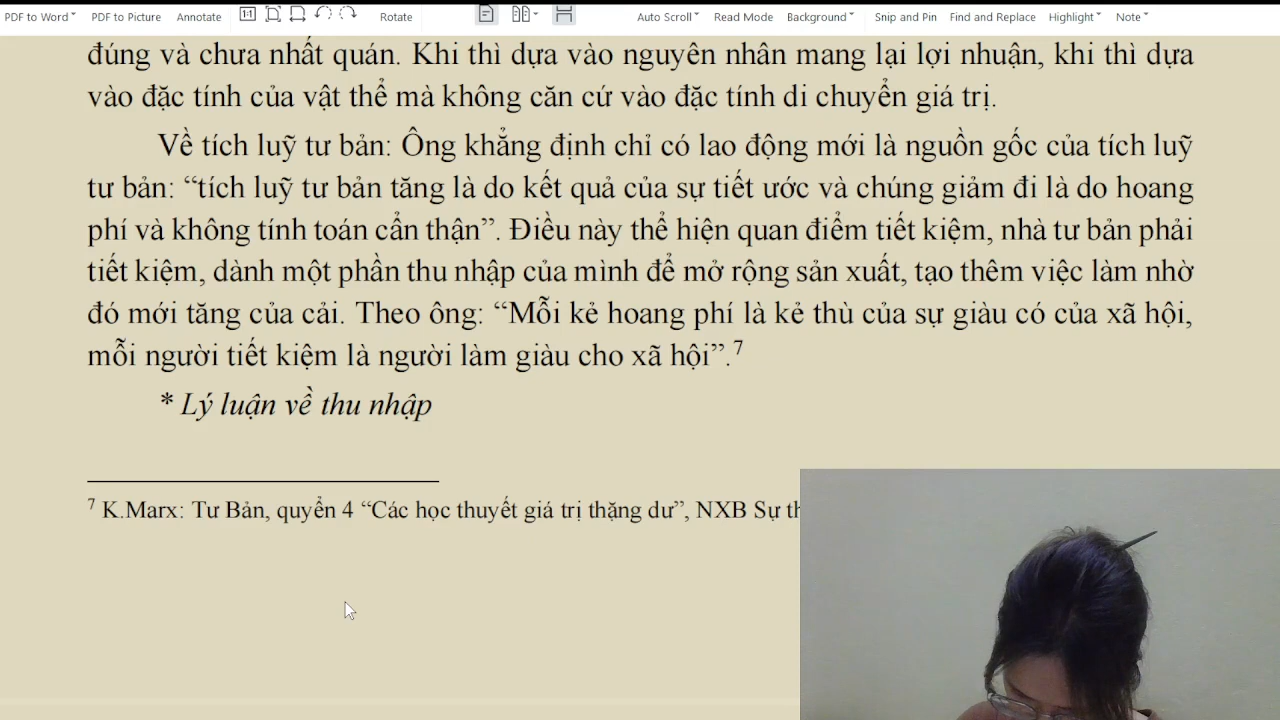 PDF to Word PDF to Picture Annotate 1:1 Rotate Auto Scroll Read Mode Background Snip and Pin Find and Replace Highlight Note
đúng và chưa nhất quán. Khi thì dựa vào nguyên nhân mang lại lợi nhuận, khi thì dựa
vào đặc tính của vật thể mà không căn cứ vào đặc tính di chuyển giá trị.
Về tích luỹ tư bản: Ông khẳng định chỉ có lao động mới là nguồn gốc của tích luỹ
tư bản: “tích luỹ tư bản tăng là do kết quả của sự tiết ước và chúng giảm đi là do hoang
phí và không tính toán cẩn thận”. Điều này thể hiện quan điểm tiết kiệm, nhà tư bản phải
tiết kiệm, dành một phần thu nhập của mình để mở rộng sản xuất, tạo thêm việc làm nhờ
đó mới tăng của cải. Theo ông: “Mỗi kẻ hoang phí là kẻ thù của sự giàu có của xã hội,
mỗi người tiết kiệm là người làm giàu cho xã hội”.7
* Lý luận về thu nhập
7 K.Marx: Tư Bản, quyển 4 “Các học thuyết giá trị thặng dư”, NXB Sự